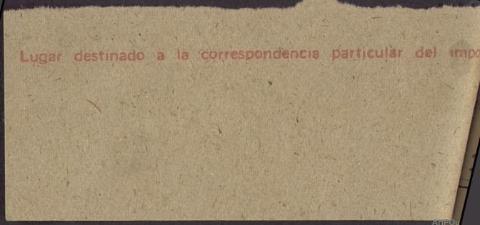 Lugar destinado a la correspondencia particular del impo